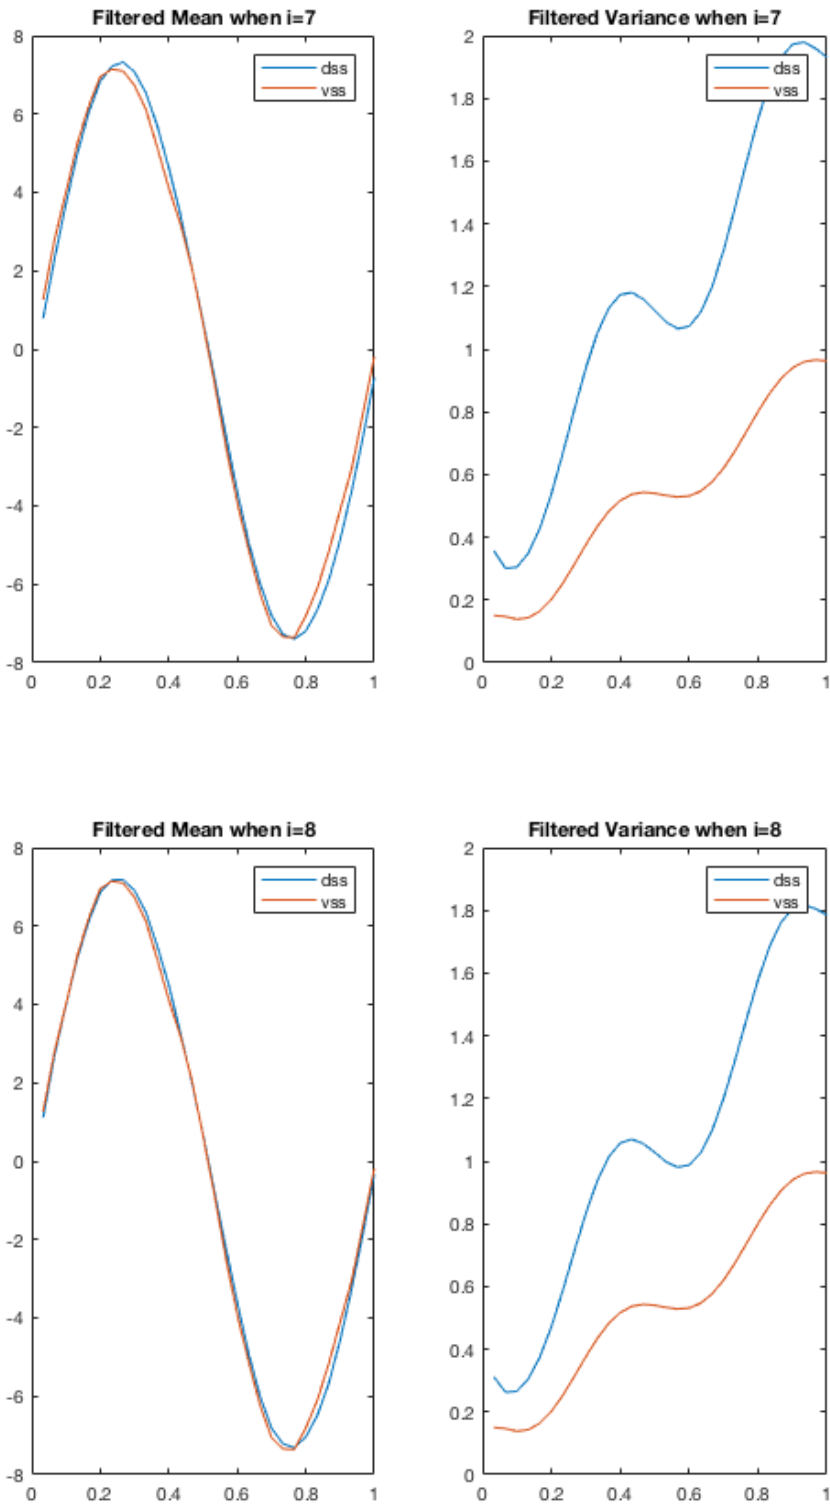 Filtered Mean when i=7
8
6
4
2
0
-2
-4
-6
-8
0 0.2 0.4 0.6 0.8 1
dss
vss
Filtered Variance when i=7
2
1.8
1.6
1.4
1.2
1
0.8
0.6
0.4
0.2
0
0 0.2 0.4 0.6 0.8 1
dss
vss
Filtered Mean when i=8
8
6
4
2
0
-2
-4
-6
-8
0 0.2 0.4 0.6 0.8 1
dss
vss
Filtered Variance when i=8
2
1.8
1.6
1.4
1.2
1
0.8
0.6
0.4
0.2
0
0 0.2 0.4 0.6 0.8 1
dss
vss